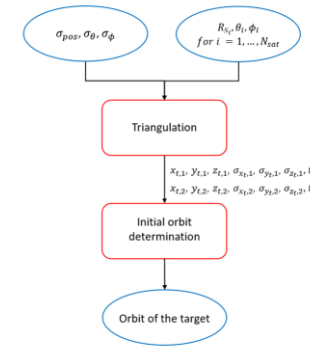 σ_pos, σ_θ, σ_ϕ
R_{S_i}, θ_i, ϕ_i
for i = 1, … , N_sat
Triangulation
x_{t,1}, y_{t,1}, z_{t,1}, σ_{x_{t,1}}, σ_{y_{t,1}}, σ_{z_{t,1}},
x_{t,2}, y_{t,2}, z_{t,2}, σ_{x_{t,2}}, σ_{y_{t,2}}, σ_{z_{t,2}},
Initial orbit
determination
Orbit of the target